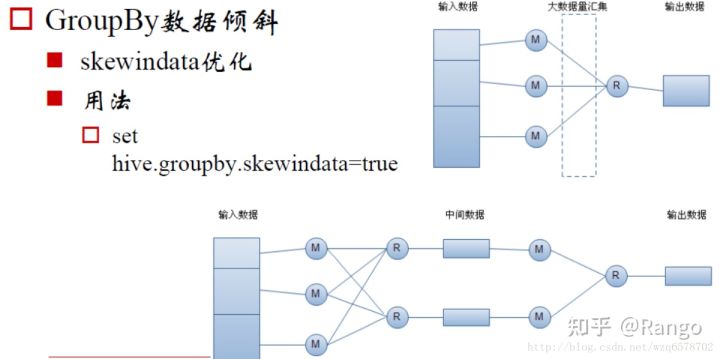 GroupBy数据倾斜
skewindata优化
用法
set
hive.groupby.skewindata=true
输入数据
大数据量汇集
输出数据
M
M
M
R
输入数据
中间数据
输出数据
M
R
M
M
R
R
M
M
知乎 @Rango
http://blog.csdn.net/wzq6578702